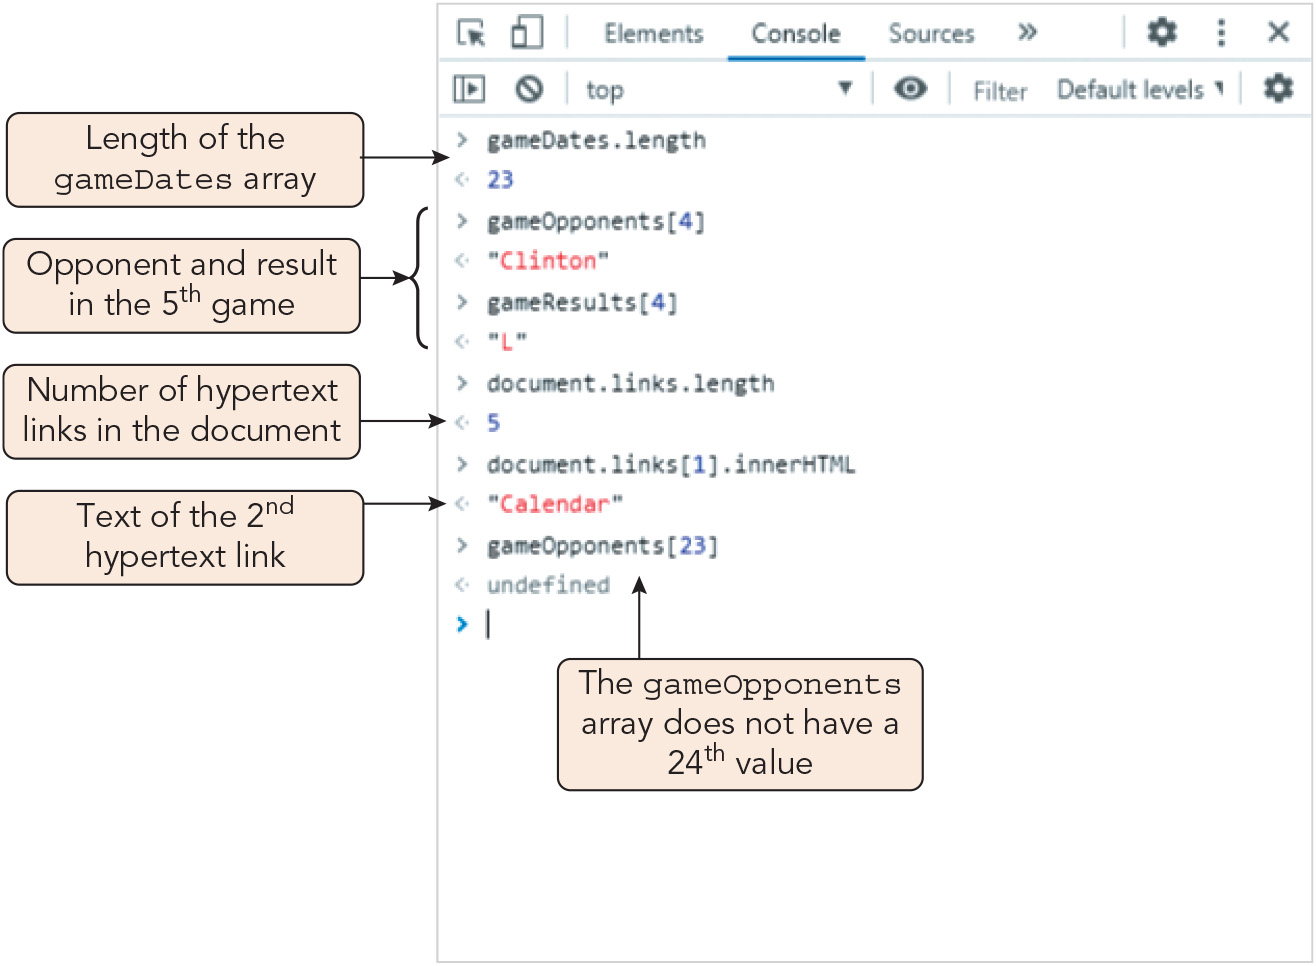 Elements Console Sources »
top Filter Default levels
Length of the
gameDates array
> gameDates.length
23
Opponent and result
in the 5th game
> gameOpponents[4]
"Clinton"
> gameResults[4]
"L"
Number of hypertext
links in the document
> document.links.length
5
Text of the 2nd
hypertext link
> document.links[1].innerHTML
"Calendar"
> gameOpponents[23]
undefined
>
The gameOpponents
array does not have a
24th value